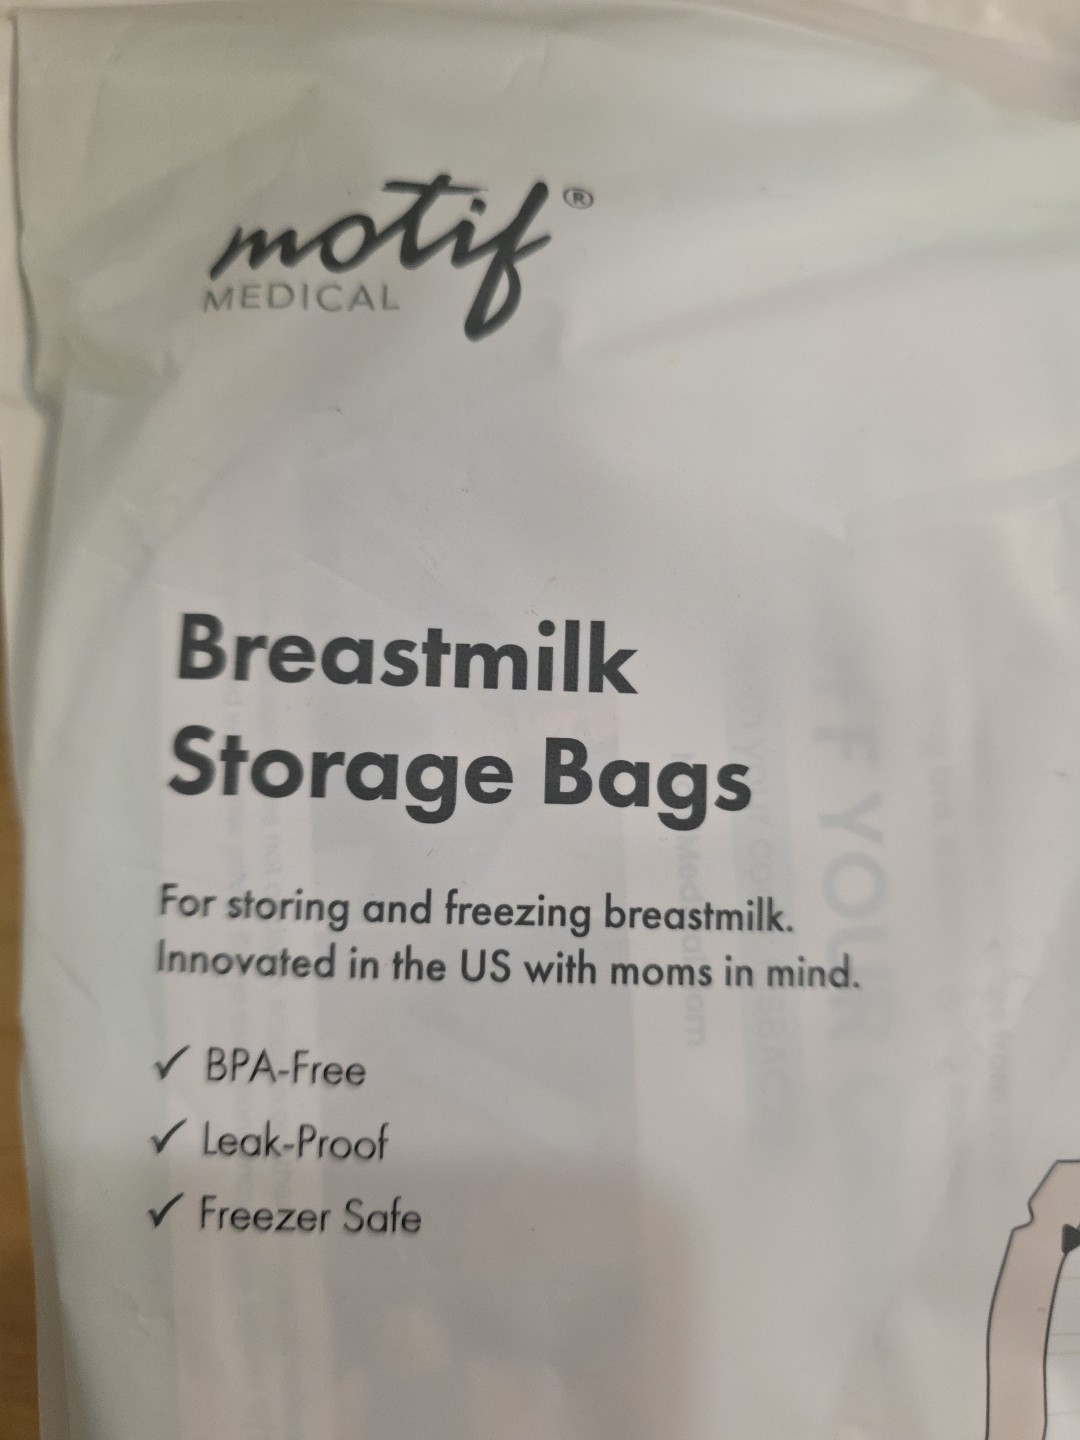 motif®
MEDICAL
Breastmilk
Storage Bags
For storing and freezing breastmilk.
Innovated in the US with moms in mind.
✓ BPA-Free
✓ Leak-Proof
✓ Freezer Safe